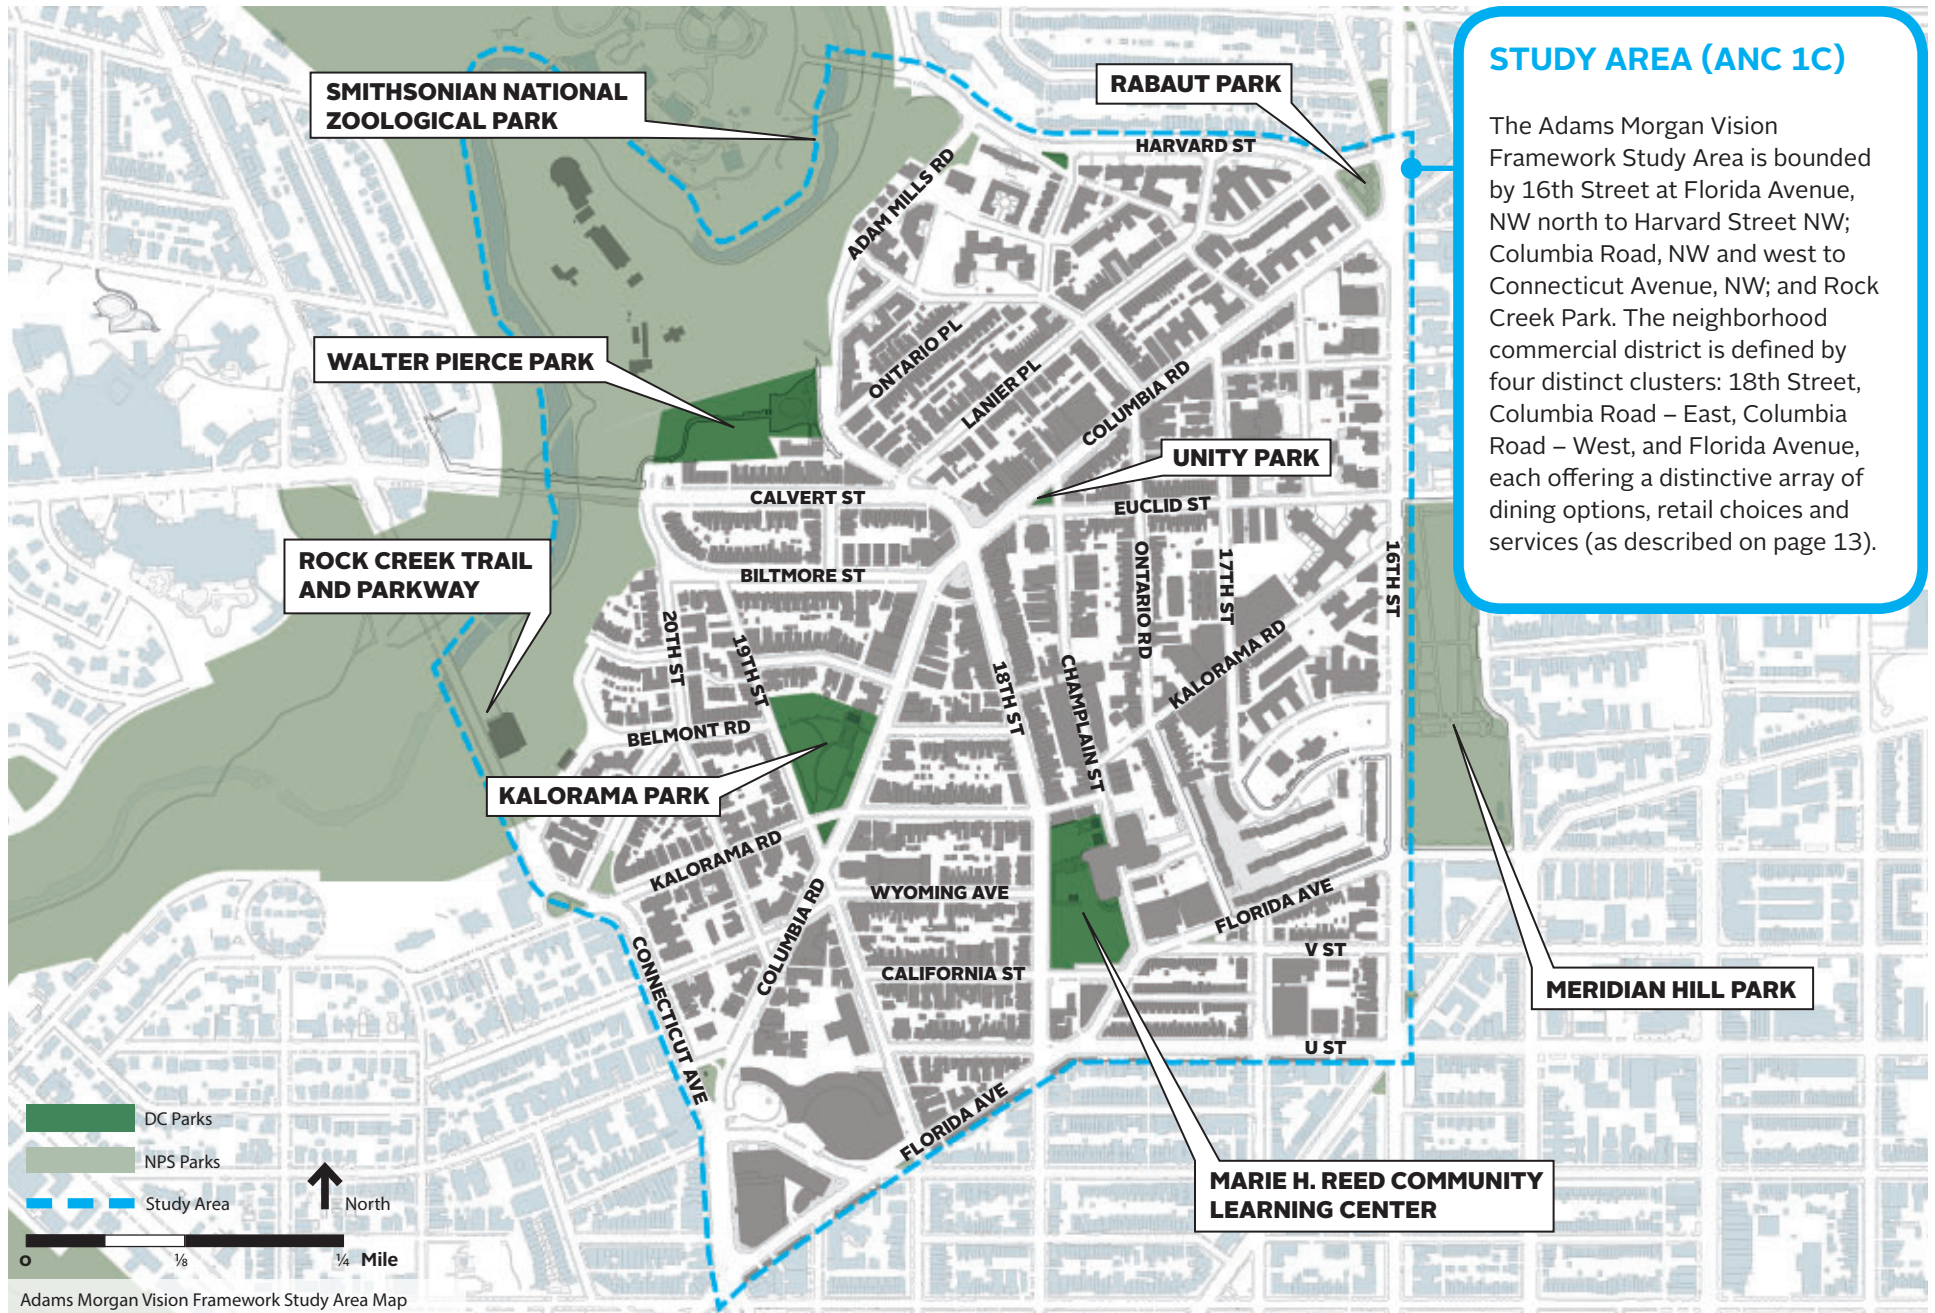 STUDY AREA (ANC 1C)
The Adams Morgan Vision
Framework Study Area is bounded
by 16th Street at Florida Avenue,
NW north to Harvard Street NW;
Columbia Road, NW and west to
Connecticut Avenue, NW; and Rock
Creek Park. The neighborhood
commercial district is defined by
four distinct clusters: 18th Street,
Columbia Road – East, Columbia
Road – West, and Florida Avenue,
each offering a distinctive array of
dining options, retail choices and
services (as described on page 13).
SMITHSONIAN NATIONAL
ZOOLOGICAL PARK
RABAUT PARK
HARVARD ST
ADAM MILLS RD
WALTER PIERCE PARK
ONTARIO PL
LANIER PL
COLUMBIA RD
UNITY PARK
CALVERT ST
EUCLID ST
ROCK CREEK TRAIL
AND PARKWAY
BILTMORE ST
20TH ST
19TH ST
18TH ST
CHAMPLAIN ST
ONTARIO RD
17TH ST
KALORAMA RD
16TH ST
BELMONT RD
KALORAMA PARK
KALORAMA RD
COLUMBIA RD
WYOMING AVE
FLORIDA AVE
V ST
CALIFORNIA ST
CONNECTICUT AVE
MERIDIAN HILL PARK
U ST
FLORIDA AVE
MARIE H. REED COMMUNITY
LEARNING CENTER
DC Parks
NPS Parks
Study Area
North
0 ⅛ ¼ Mile
Adams Morgan Vision Framework Study Area Map